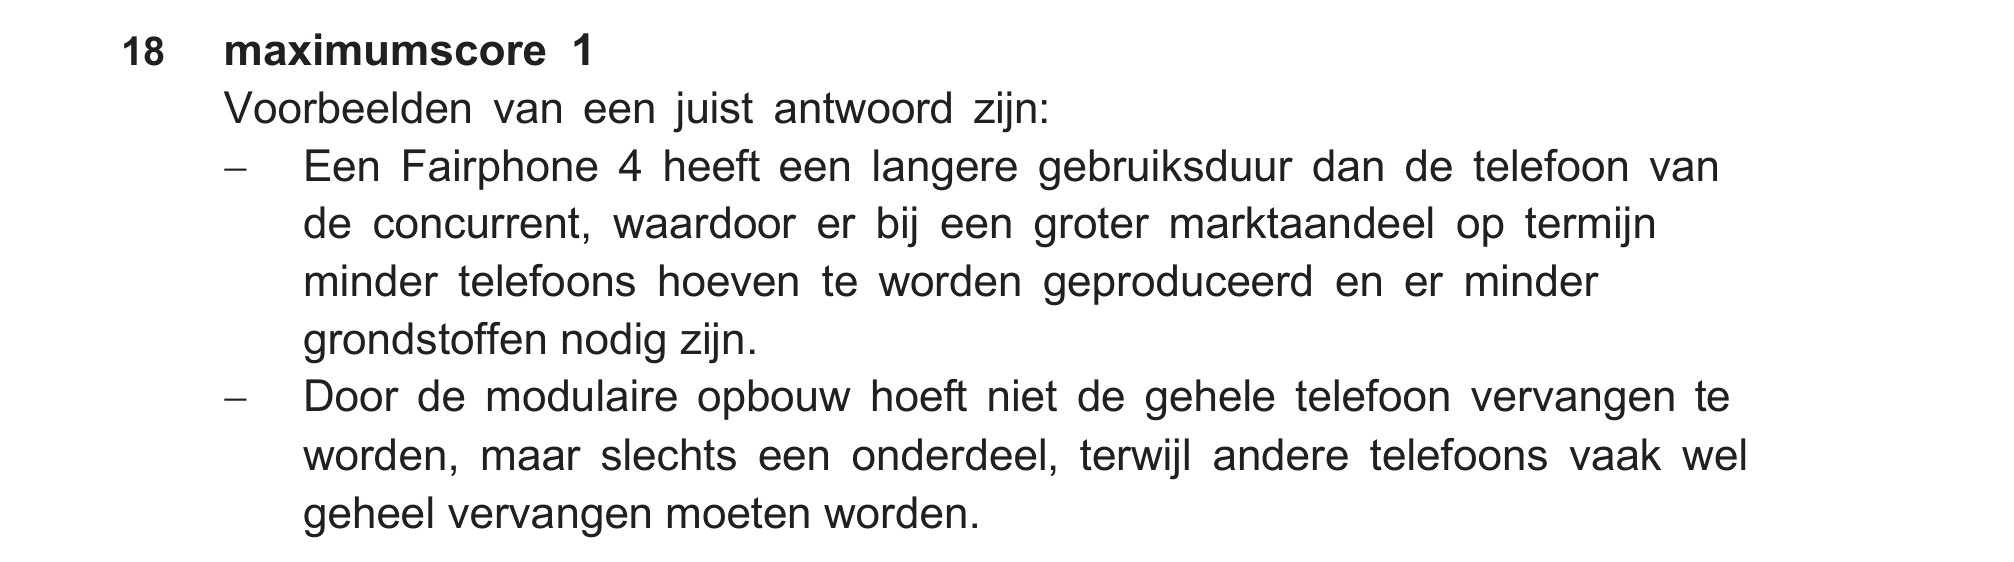 18 maximumscore 1
Voorbeelden van een juist antwoord zijn:
– Een Fairphone 4 heeft een langere gebruiksduur dan de telefoon van
de concurrent, waardoor er bij een groter marktaandeel op termijn
minder telefoons hoeven te worden geproduceerd en er minder
grondstoffen nodig zijn.
– Door de modulaire opbouw hoeft niet de gehele telefoon vervangen te
worden, maar slechts een onderdeel, terwijl andere telefoons vaak wel
geheel vervangen moeten worden.